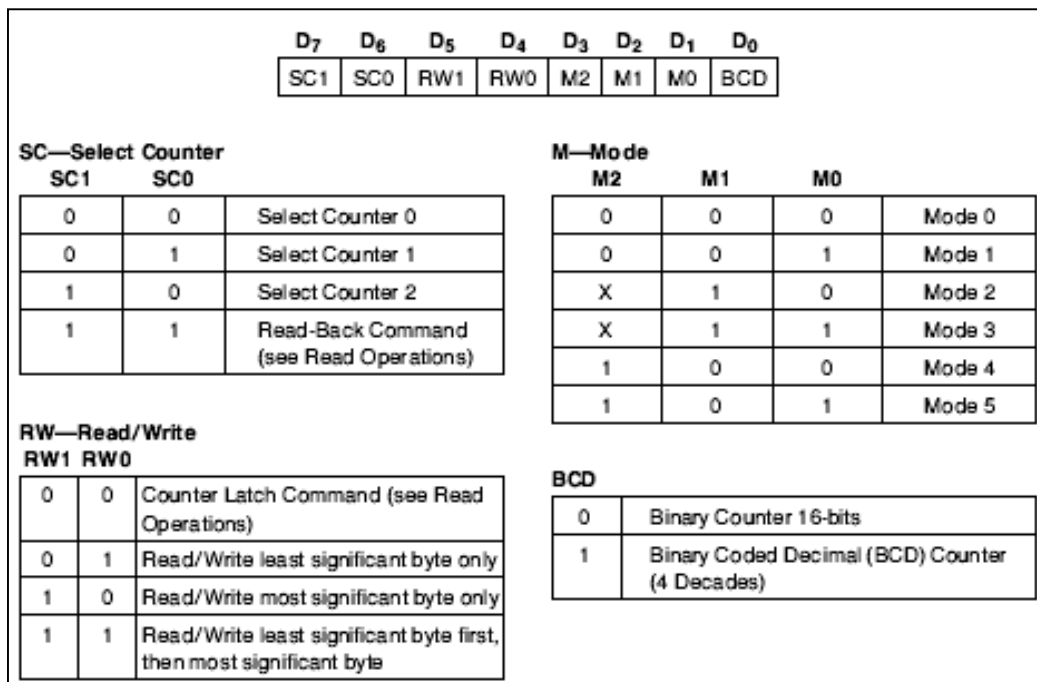 D7 D6 D5 D4 D3 D2 D1 D0
SC1 SC0 RW1 RW0 M2 M1 M0 BCD
SC—Select Counter
SC1 SC0
0 0 Select Counter 0
0 1 Select Counter 1
1 0 Select Counter 2
1 1 Read-Back Command
(see Read Operations)
RW—Read/Write
RW1 RW0
0 0 Counter Latch Command (see Read
Operations)
0 1 Read/Write least significant byte only
1 0 Read/Write most significant byte only
1 1 Read/Write least significant byte first,
then most significant byte
M—Mode
M2 M1 M0
0 0 0 Mode 0
0 0 1 Mode 1
X 1 0 Mode 2
X 1 1 Mode 3
1 0 0 Mode 4
1 0 1 Mode 5
BCD
0 Binary Counter 16-bits
1 Binary Coded Decimal (BCD) Counter
(4 Decades)